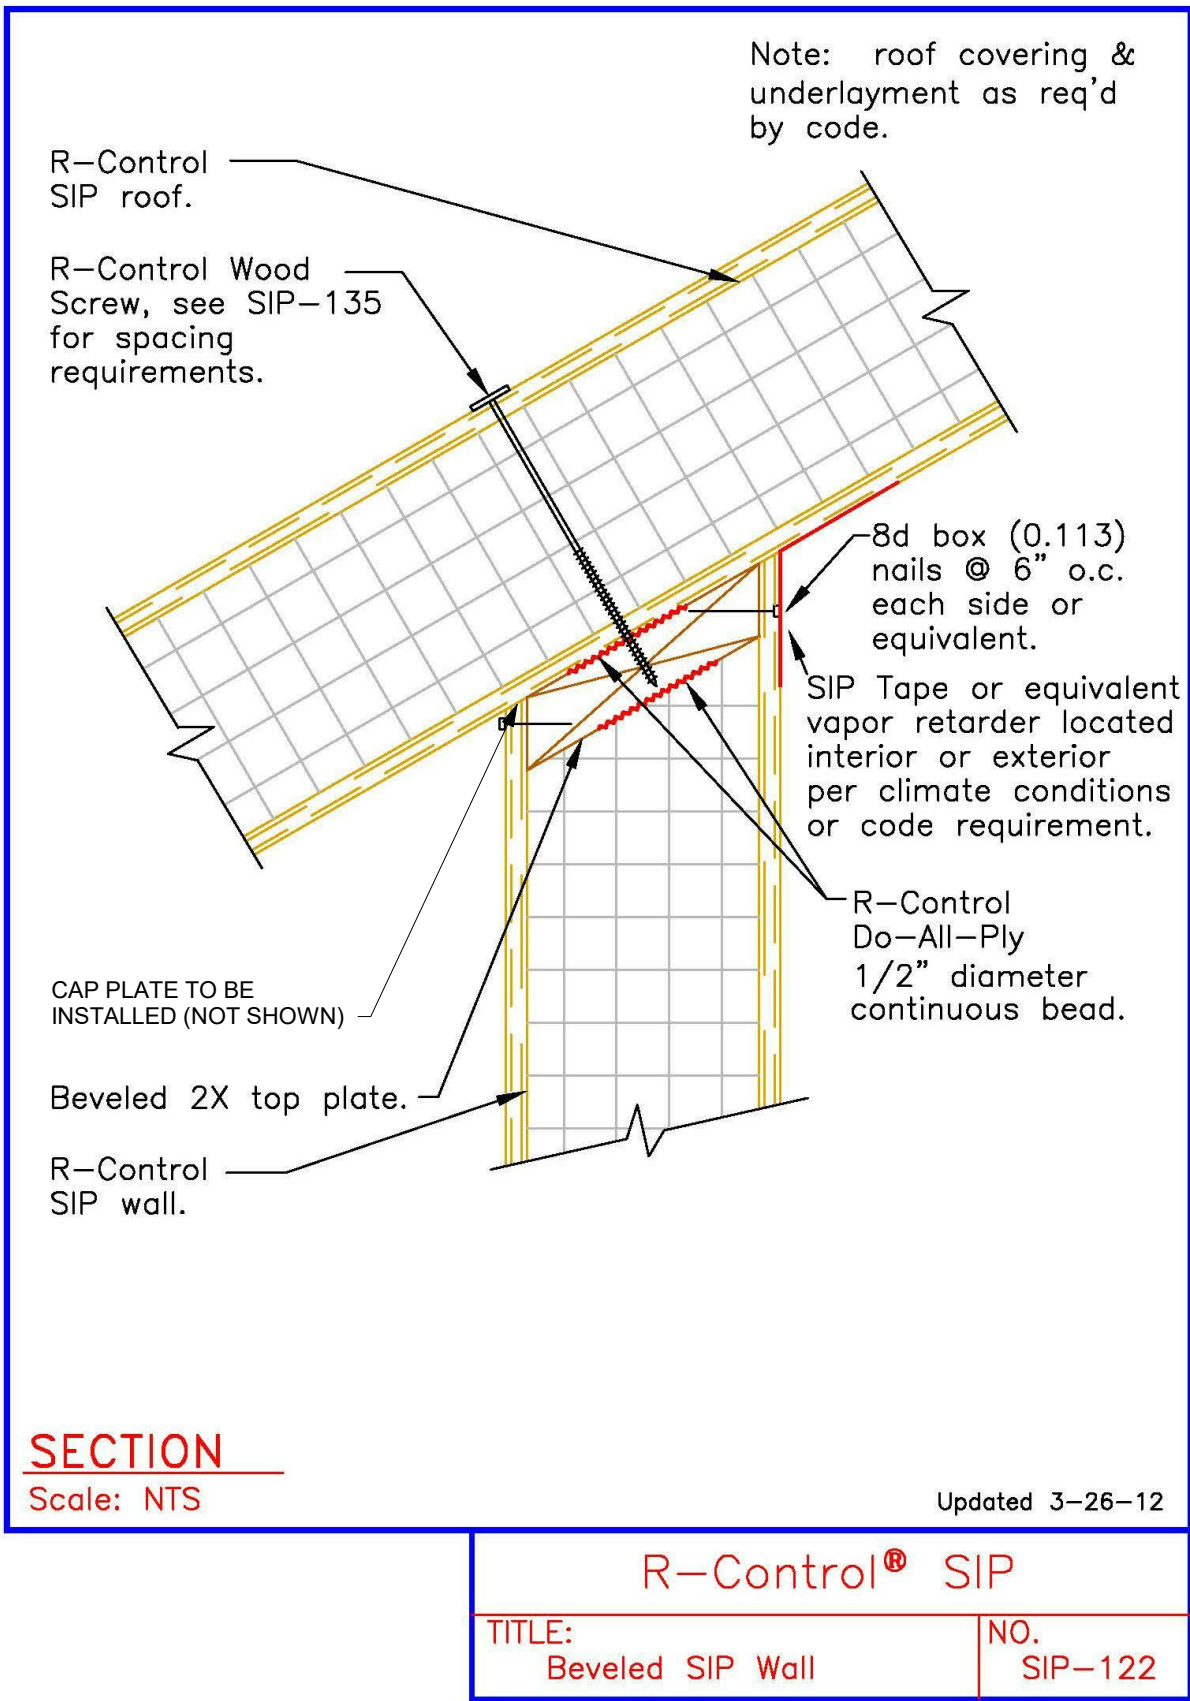 Note: roof covering &
underlayment as req'd
by code.
R-Control
SIP roof.
R-Control Wood
Screw, see SIP-135
for spacing
requirements.
8d box (0.113)
nails @ 6" o.c.
each side or
equivalent.
SIP Tape or equivalent
vapor retarder located
interior or exterior
per climate conditions
or code requirement.
R-Control
Do-All-Ply
1/2" diameter
continuous bead.
CAP PLATE TO BE
INSTALLED (NOT SHOWN)
Beveled 2X top plate.
R-Control
SIP wall.
SECTION
Scale: NTS
Updated 3-26-12
R-Control® SIP
TITLE:
Beveled SIP Wall
NO.
SIP-122